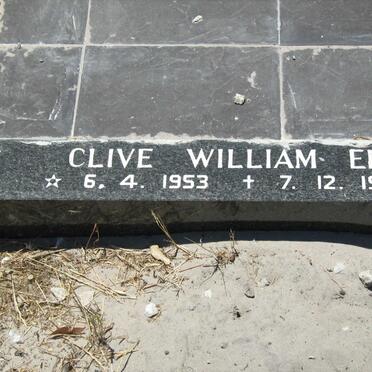 CLIVE WILLIAM
☆ 6. 4. 1953 ✝ 7. 12.